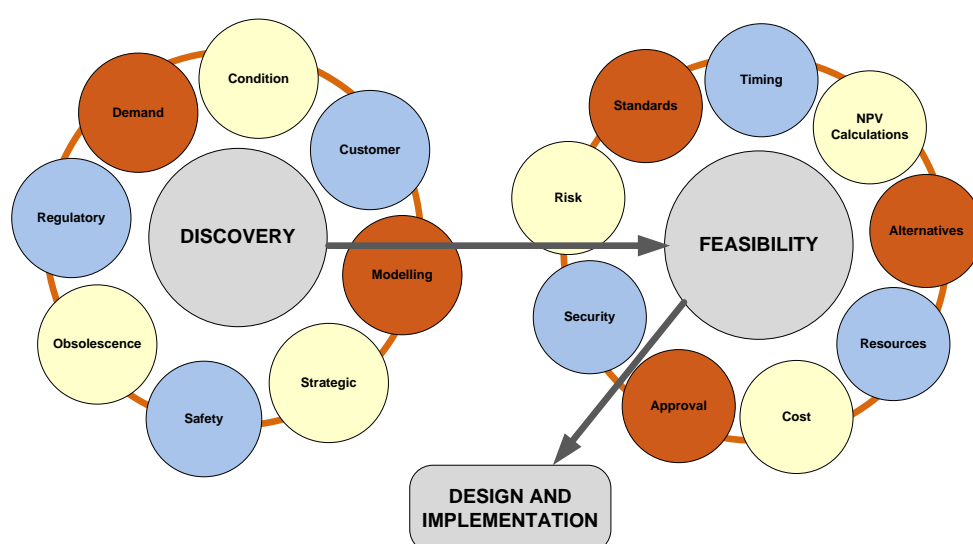 Condition
Demand
Customer
Regulatory
DISCOVERY
Modelling
Obsolescence
Strategic
Safety
Timing
Standards
NPV
Calculations
Risk
FEASIBILITY
Alternatives
Security
Resources
Approval
Cost
DESIGN AND
IMPLEMENTATION